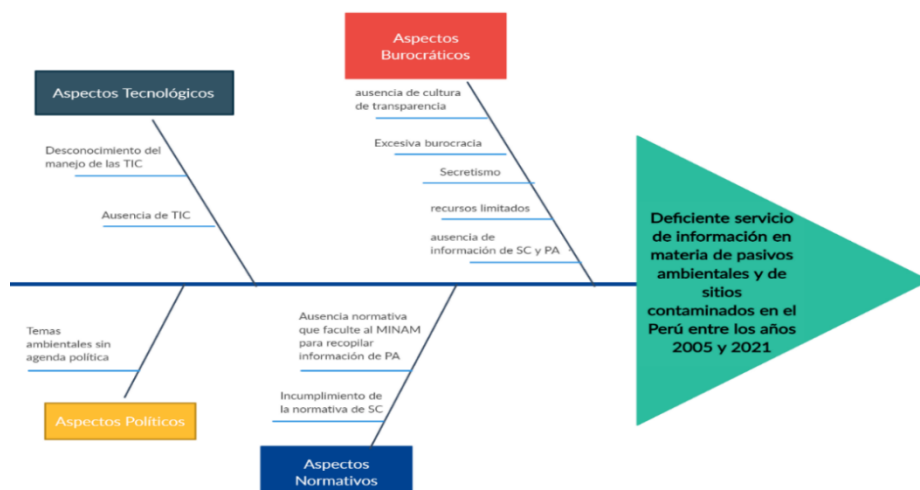 Aspectos
Burocráticos
Aspectos Tecnológicos
ausencia de cultura
de transparencia
Excesiva burocracia
Secretismo
recursos limitados
ausencia de
información de SC y PA
Desconocimiento del
manejo de las TIC
Ausencia de TIC
Deficiente servicio
de información en
materia de pasivos
ambientales y de
sitios
contaminados en el
Perú entre los años
2005 y 2021
Temas
ambientales sin
agenda política
Aspectos Políticos
Ausencia normativa
que faculte al MINAM
para recopilar
información de PA
Incumplimiento de
la normativa de SC
Aspectos
Normativos